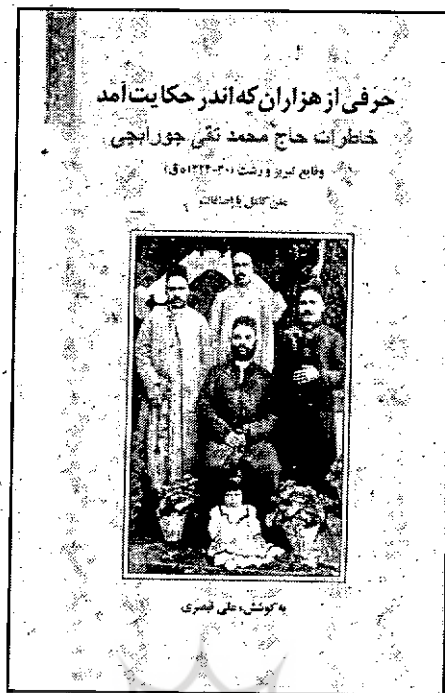 حرفی از هزاران که اندر حکایت آمد
خاطرات حاج محمد تقی جورابچی
وقایع تبریز و رشت (۳۰-۱۳۲۴ ه ق)
متن کامل با اضافات
به کوشش: علی قیصری